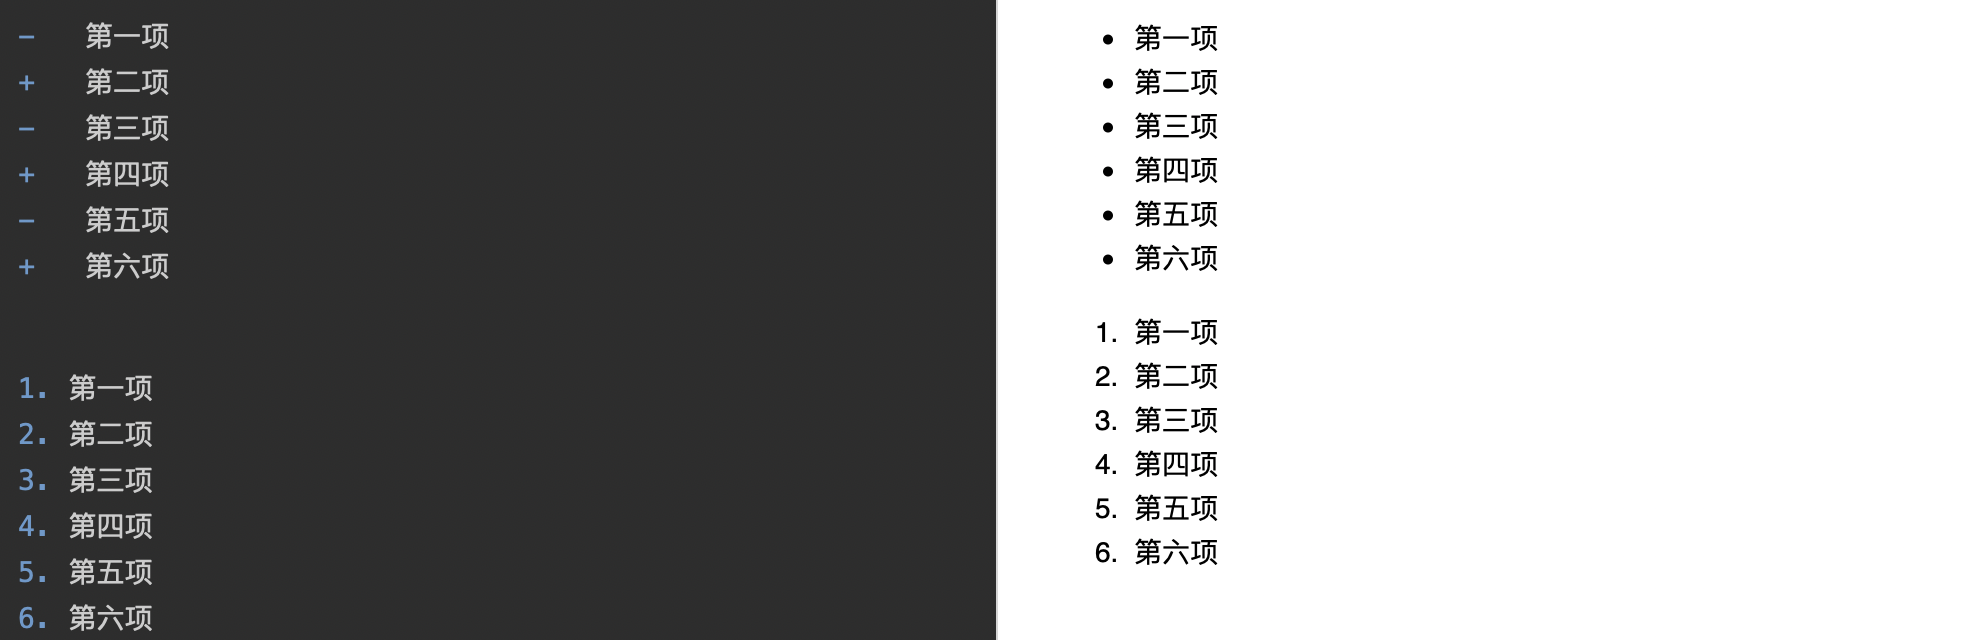 - 第一项
+ 第二项
- 第三项
+ 第四项
- 第五项
+ 第六项
1. 第一项
2. 第二项
3. 第三项
4. 第四项
5. 第五项
6. 第六项
• 第一项
• 第二项
• 第三项
• 第四项
• 第五项
• 第六项
1. 第一项
2. 第二项
3. 第三项
4. 第四项
5. 第五项
6. 第六项